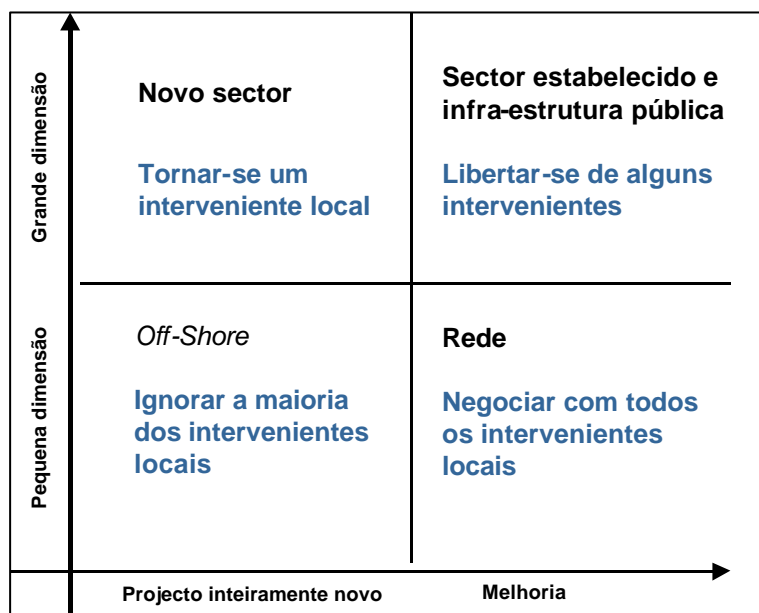 Grande dimensão
Novo sector
Tornar-se um
interveniente local
Sector estabelecido e
infra-estrutura pública
Libertar-se de alguns
intervenientes
Pequena dimensão
Off-Shore
Ignorar a maioria
dos intervenientes
locais
Rede
Negociar com todos
os intervenientes
locais
Projecto inteiramente novo
Melhoria